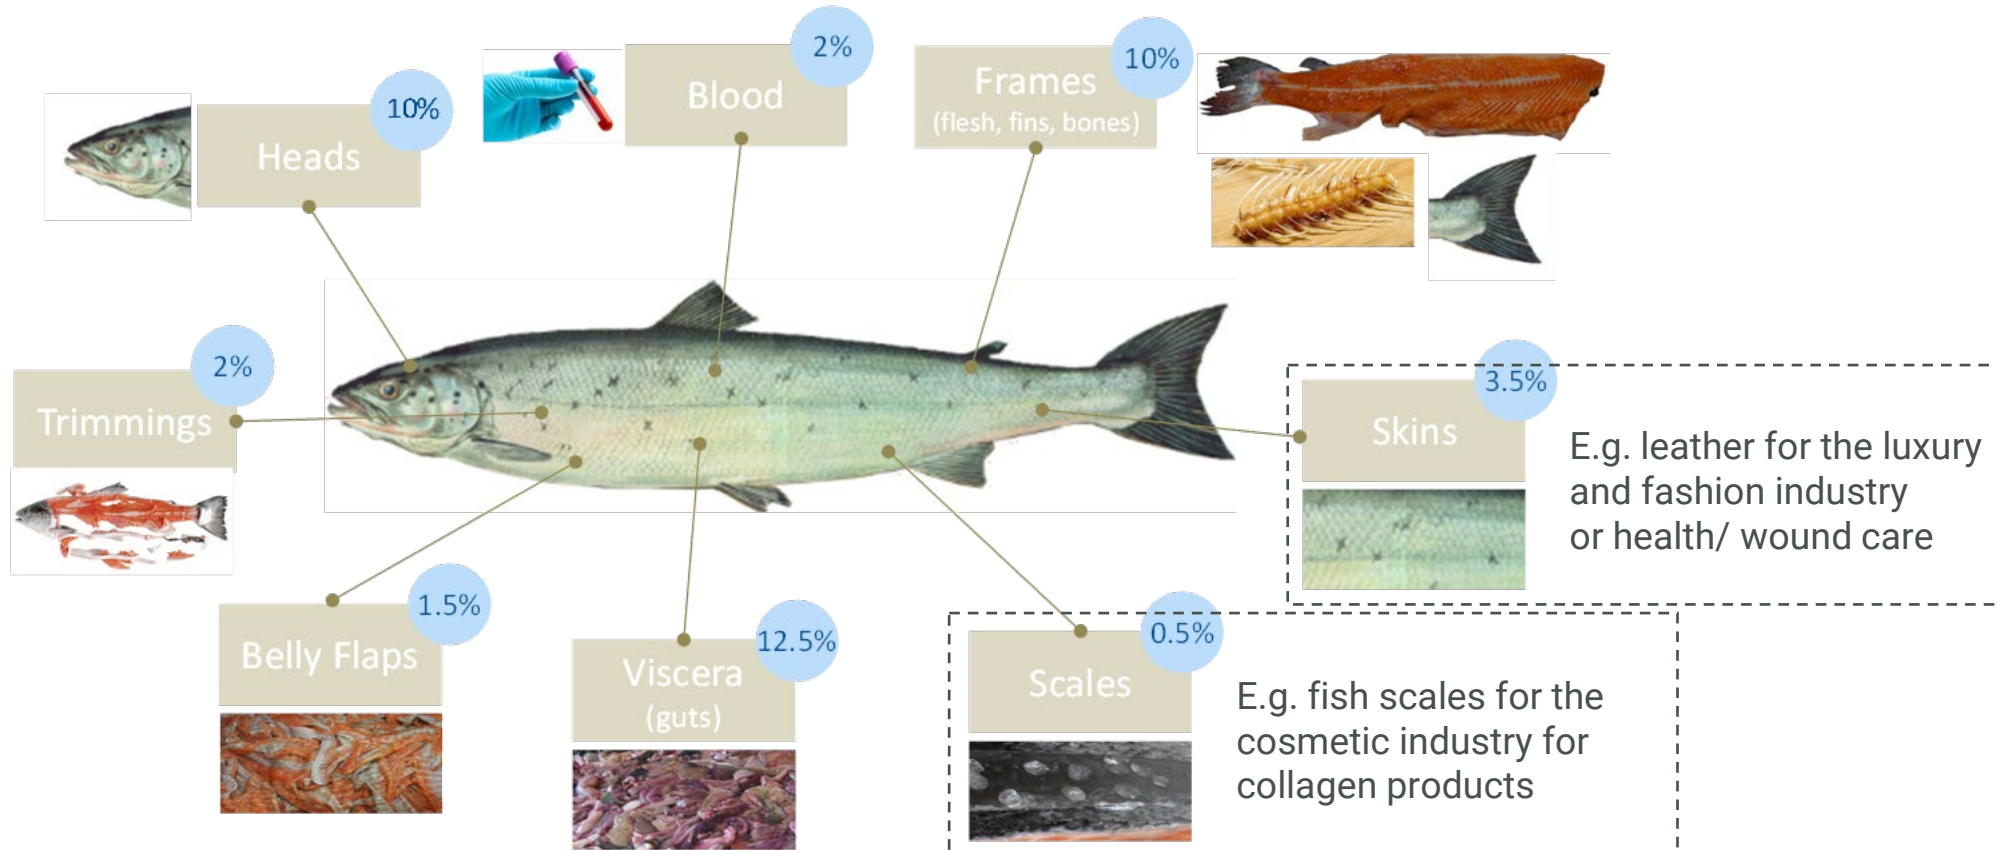 2%
Blood
10%
Frames
(flesh, fins, bones)
10%
Heads
2%
Trimmings
3.5%
Skins
E.g. leather for the luxury
and fashion industry
or health/ wound care
1.5%
Belly Flaps
12.5%
Viscera
(guts)
0.5%
Scales
E.g. fish scales for the
cosmetic industry for
collagen products